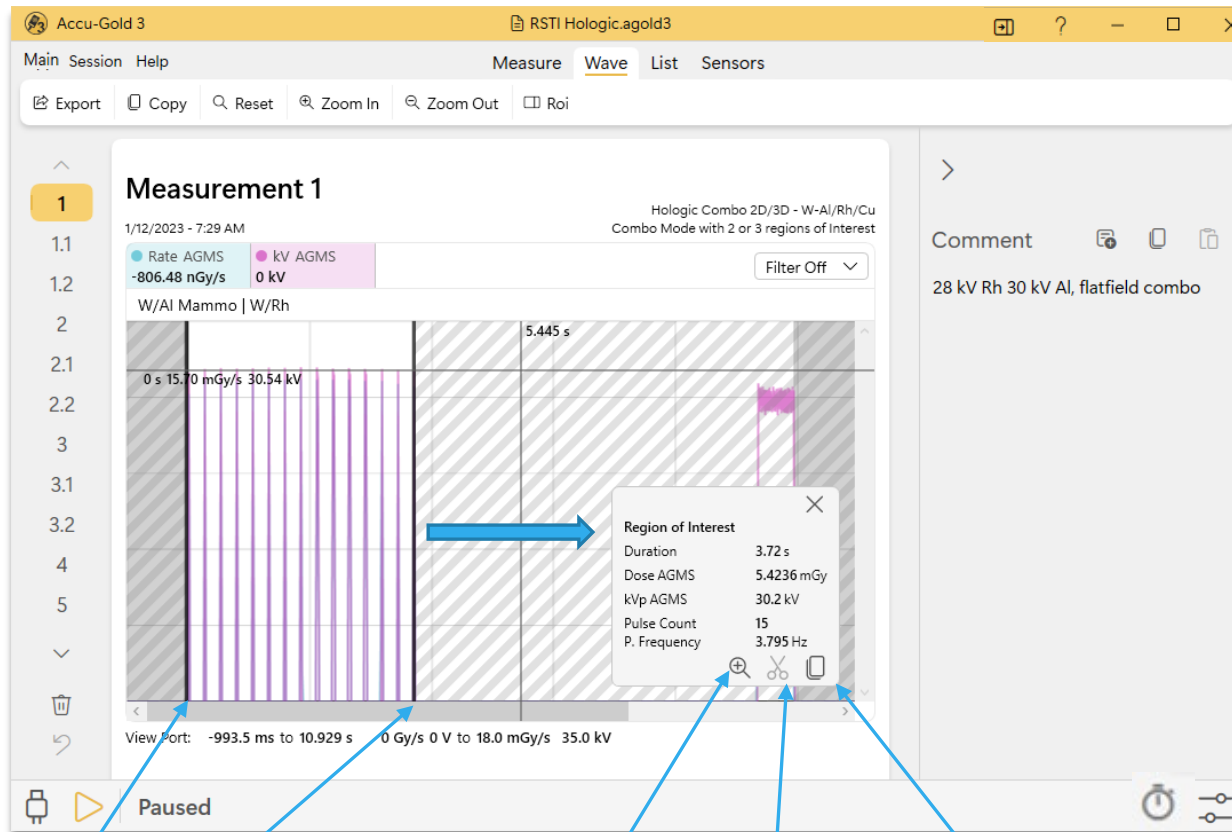 Accu-Gold 3
RSTI Hologic.agold3
?
Main Session Help
Measure Wave List Sensors
Export Copy Reset Zoom In Zoom Out Roi
1
1.1
1.2
2
2.1
2.2
3
3.1
3.2
4
5
Measurement 1
Hologic Combo 2D/3D - W-Al/Rh/Cu
1/12/2023 - 7:29 AM
Combo Mode with 2 or 3 regions of Interest
Rate AGMS
-806.48 nGy/s
kV AGMS
0 kV
Filter Off
W/Al Mammo | W/Rh
5.445 s
0 s 15.70 mGy/s 30.54 kV
Region of Interest
Duration 3.72 s
Dose AGMS 5.4236 mGy
kVp AGMS 30.2 kV
Pulse Count 15
P. Frequency 3.795 Hz
View Port: -993.5 ms to 10.929 s 0 Gy/s 0 V to 18.0 mGy/s 35.0 kV
Comment
28 kV Rh 30 kV Al, flatfield combo
Paused